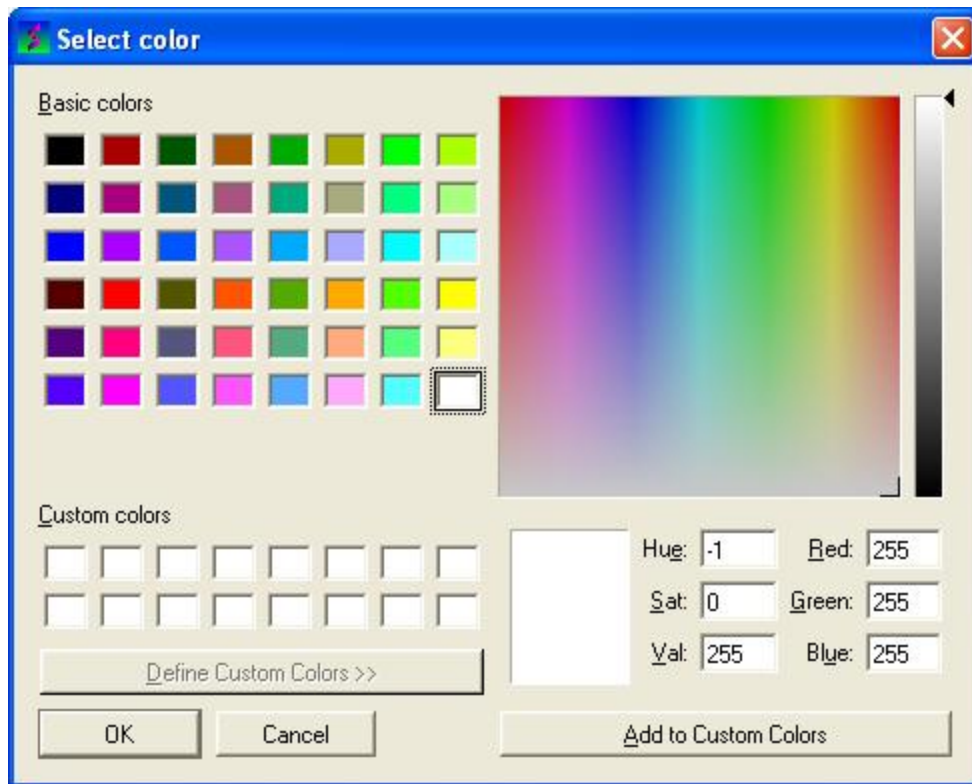 Select color
Basic colors
Custom colors
Define Custom Colors >>
OK
Cancel
Hue: -1
Red: 255
Sat: 0
Green: 255
Val: 255
Blue: 255
Add to Custom Colors